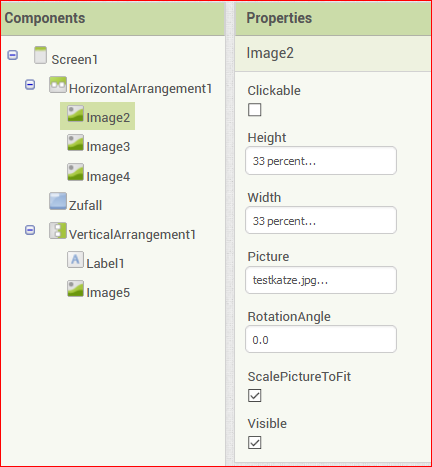 Components
Screen1
HorizontalArrangement1
Image2
Image3
Image4
Zufall
VerticalArrangement1
A Label1
Image5
Properties
Image2
Clickable
Height
33 percent...
Width
33 percent...
Picture
testkatze.jpg...
RotationAngle
0.0
ScalePictureToFit
Visible